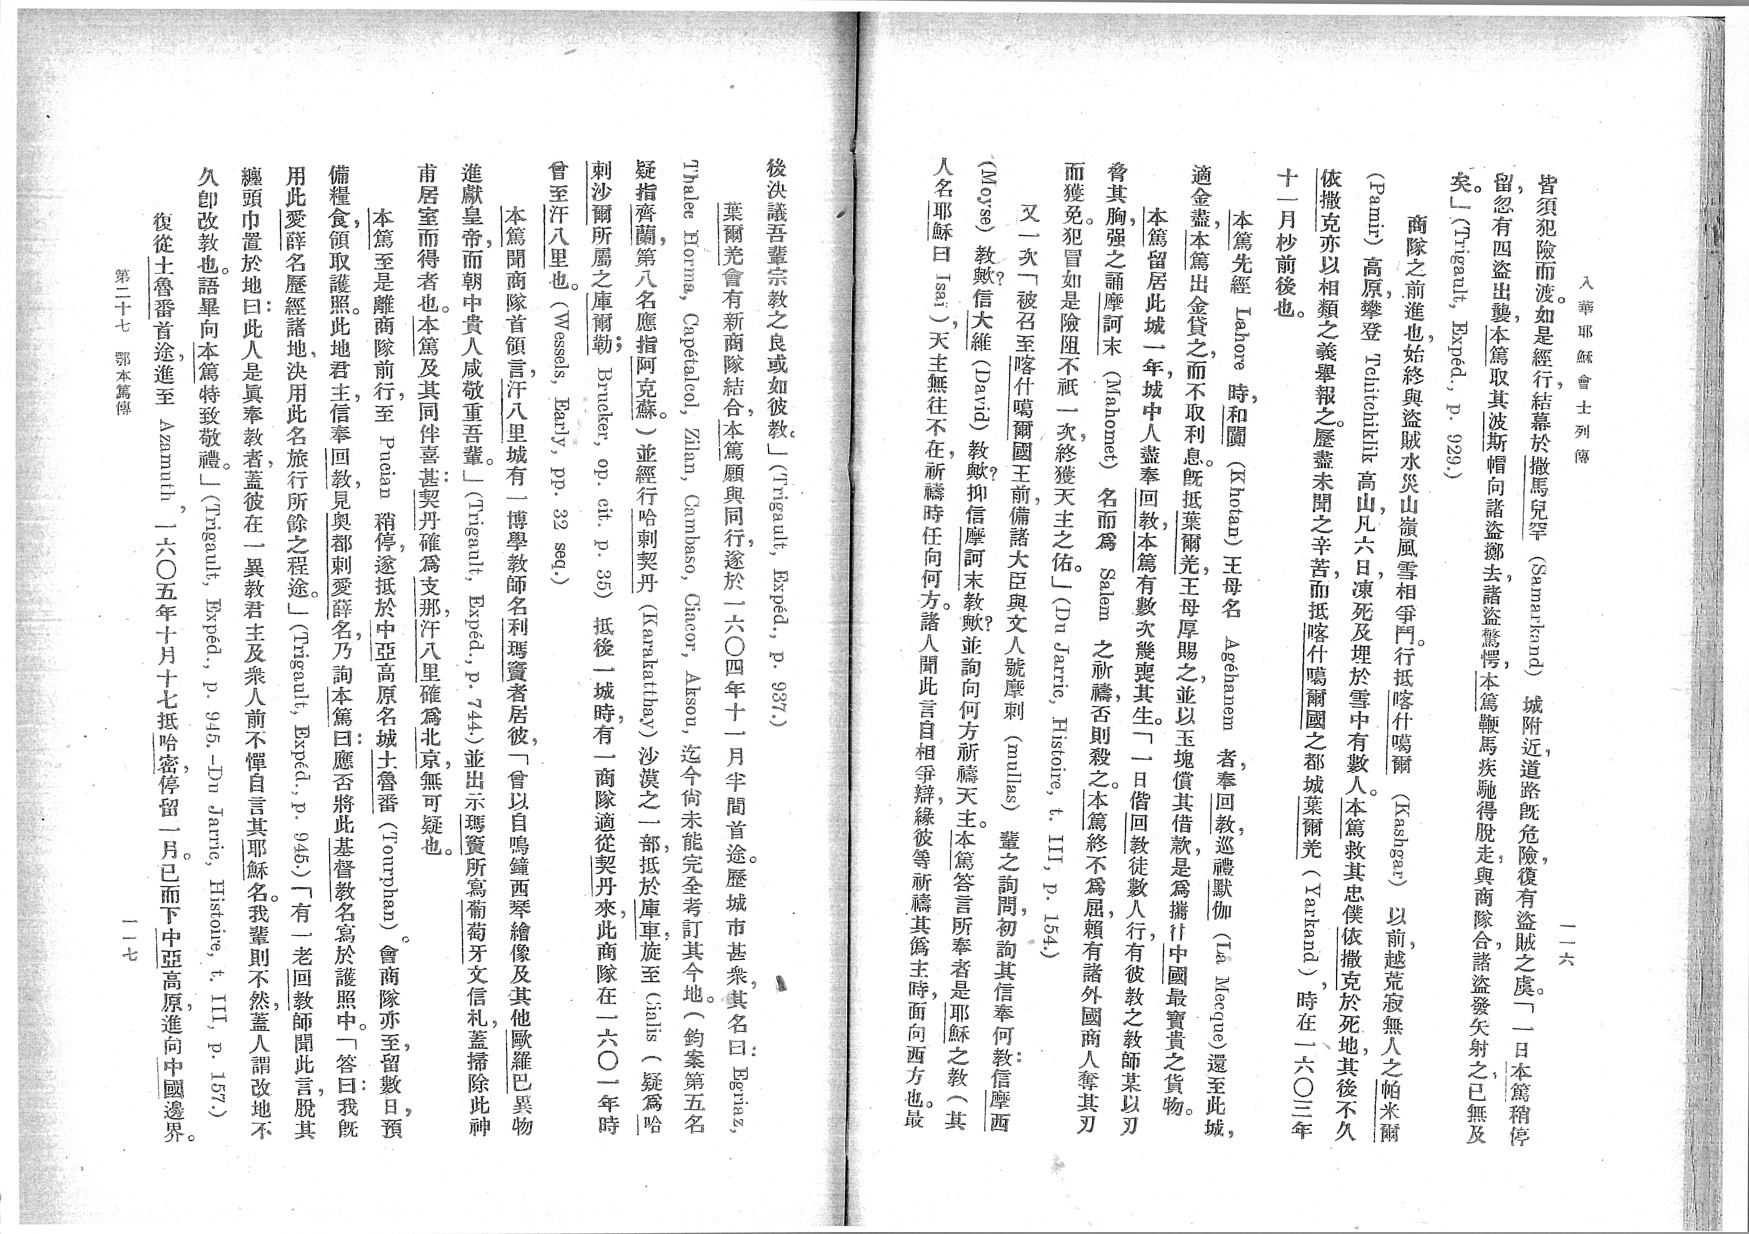 入華耶穌會士列傳
一一六
皆須犯險而渡。如是經行，結幕於撒馬兒罕 (Samarkand) 城附近，道路旣危險，復有盜賊之虞。「一日本篤稍停
留，忽有四盜出襲，本篤取其波斯帽向諸盜擲去，諸盜驚愕，本篤鞭馬疾馳得脫走，與商隊合，諸盜發矢射之，已無及
矣。」(Trigault, Expéd., p. 929.)
商隊之前進也，始終與盜賊水災山嶺風雪相爭鬥。行抵喀什噶爾 (Kashgar) 以前，越荒寂無人之帕米爾
(Pamir) 高原，攀登 Tchitchiklik 高山，凡六日，凍死及埋於雪中有數人。本篤救其忠僕依撒克於死地，其後不久
依撒克亦以相類之義舉報之。歷盡未聞之辛苦，而抵喀什噶爾國之都城葉爾羌 (Yarkand)，時在一六〇三年
十一月杪前後也。
本篤先經 Lahore 時，和闐 (Khotan) 王母名 Agéhanem 者，奉回教，巡禮默伽 (La Mecque) 還至此城，
適金盡，本篤出金貸之，而不取利息。旣抵葉爾羌，王母厚賜之，並以玉塊償其借款，是爲攜往中國最寶貴之貨物。
本篤留居此城一年，城中人盡奉回教，本篤有數次幾喪其生。「一日偕回教徒數人行，有彼教之教師某以刃
脅其胸，强之誦摩訶末 (Mahomet) 名而爲 Salem 之祈禱，否則殺之。本篤終不爲屈，賴有諸外國商人奪其刃
而獲免。犯冒如是險阻不祇一次，終獲天主之佑。」(Du Jarric, Histoire, t. III, p. 154.)
又一次「被召至喀什噶爾國王前，備諸大臣與文人號摩刺 (mullas) 輩之詢問，初詢其信奉何教：信摩西
(Moyse) 教歟？信大維 (David) 教歟？抑信摩訶末教歟？並詢向何方祈禱天主。本篤答言所奉者是耶穌之教（其
人名耶穌曰 Isaï），天主無往不在，祈禱時任向何方。諸人聞此言自相爭辯，緣彼等祈禱其僞主時，面向西方也。最
後決議吾輩宗教之良或如彼教。」(Trigault, Expéd., p. 937.)
葉爾羌會有新商隊結合，本篤願與同行，遂於一六〇四年十一月半間首途。歷城市甚衆，其名曰：Egriaz,
Thalec Horma, Capétalcol, Zilan, Cambaso, Ciacor, Aksou, 迄今尙未能完全考訂其今地。（鈞案第五名
疑指齊蘭，第八名應指阿克蘇。）並經行哈刺契丹 (Karakatthay) 沙漠之一部，抵於庫車，旋至 Cialis（疑爲哈
刺沙爾所屬之庫爾勒；Brucker, op. cit. p. 35) 抵後一城時，有一商隊適從契丹來，此商隊在一六〇一年時
曾至汗八里也。(Wessels, Early, pp. 32 seq.)
本篤聞商隊首領言，汗八里城有一博學教師名利瑪竇者居彼，「曾以自鳴鐘西琴繪像及其他歐羅巴異物
進獻皇帝，而朝中貴人咸敬重吾輩。」(Trigault, Expéd., p. 744.) 並出示瑪竇所寫葡萄牙文信札，蓋掃除此神
甫居室而得者也。本篤及其同伴喜甚：契丹確爲支那，汗八里確爲北京，無可疑也。
本篤至是離商隊前行，至 Pucian 稍停，遂抵於中亞高原名城土魯番 (Tourphan)。會商隊亦至，留數日，預
備糧食，領取護照。此地君主，信奉回教，見奧都刺愛薛名，乃詢本篤曰：應否將此基督教名寫於護照中。「答曰：我旣
用此愛薛名歷經諸地，決用此名旅行所餘之程途。」(Trigault, Expéd., p. 945.)「有一老回教師聞此言，脫其
纏頭巾置於地曰：此人是眞奉教者，蓋彼在一異教君主及衆人前不憚自言其耶穌名。我輩則不然，蓋人謂改地不
久卽改教也。語畢向本篤特致敬禮。」(Trigault, Expéd., p. 945. -Du Jarric, Histoire, t. III, p. 157.)
復從土魯番首途，進至 Azamuth, 一六〇五年十月十七抵哈密，停留一月。已而下中亞高原，進向中國邊界。
第二十七 鄂本篤傳
一一七